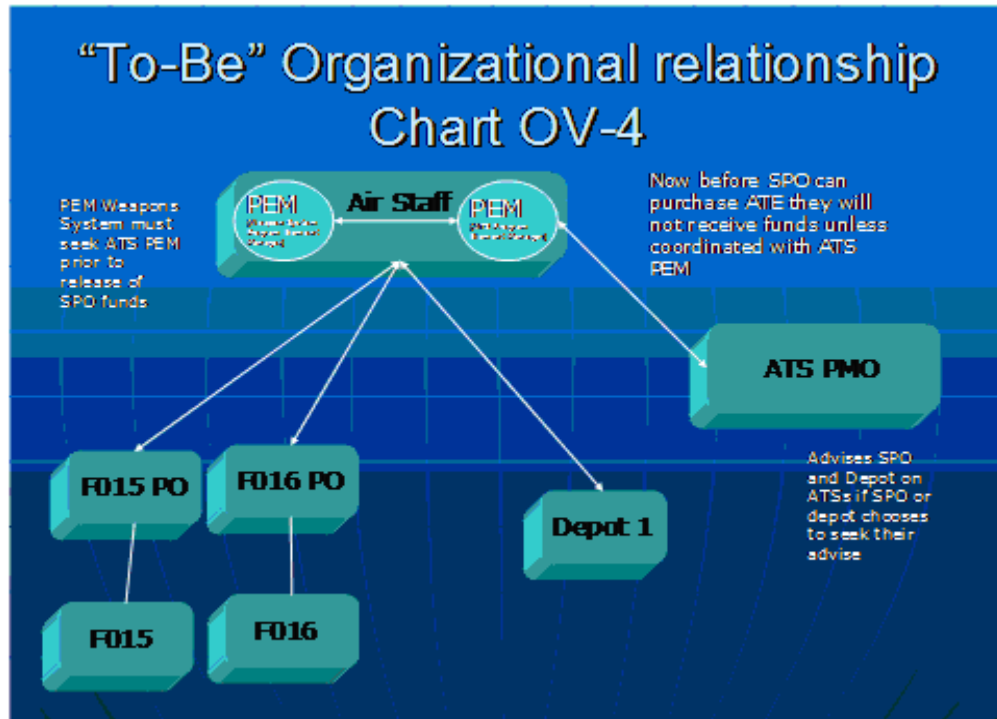 “To-Be” Organizational relationship
Chart OV-4
PEM Weapons
System must
seek ATS PEM
prior to
release of
SPO funds
Air Staff
PEM
PEM
Now before SPO can
purchase ATE they will
not receive funds unless
coordinated with ATS
PEM
ATS PMO
F015 PO
F016 PO
Depot 1
Advises SPO
and Depot on
ATSs if SPO or
depot chooses
to seek their
advise
F015
F016